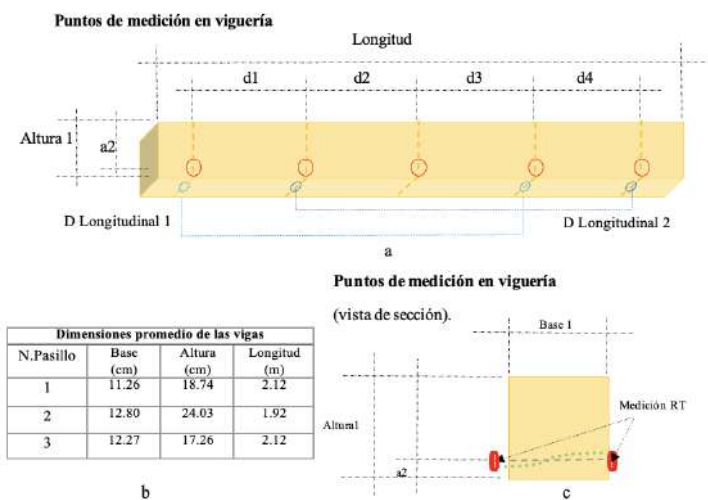 Puntos de medición en viguería
Longitud
d1 d2 d3 d4
Altura 1
a2
D Longitudinal 1
D Longitudinal 2
a
Puntos de medición en viguería
(vista de sección).
Base 1
Altura1
a2
Medición RT
c
Dimensiones promedio de las vigas
N.Pasillo Base (cm) Altura (cm) Longitud (m)
1 11.26 18.74 2.12
2 12.80 24.03 1.92
3 12.27 17.26 2.12
b